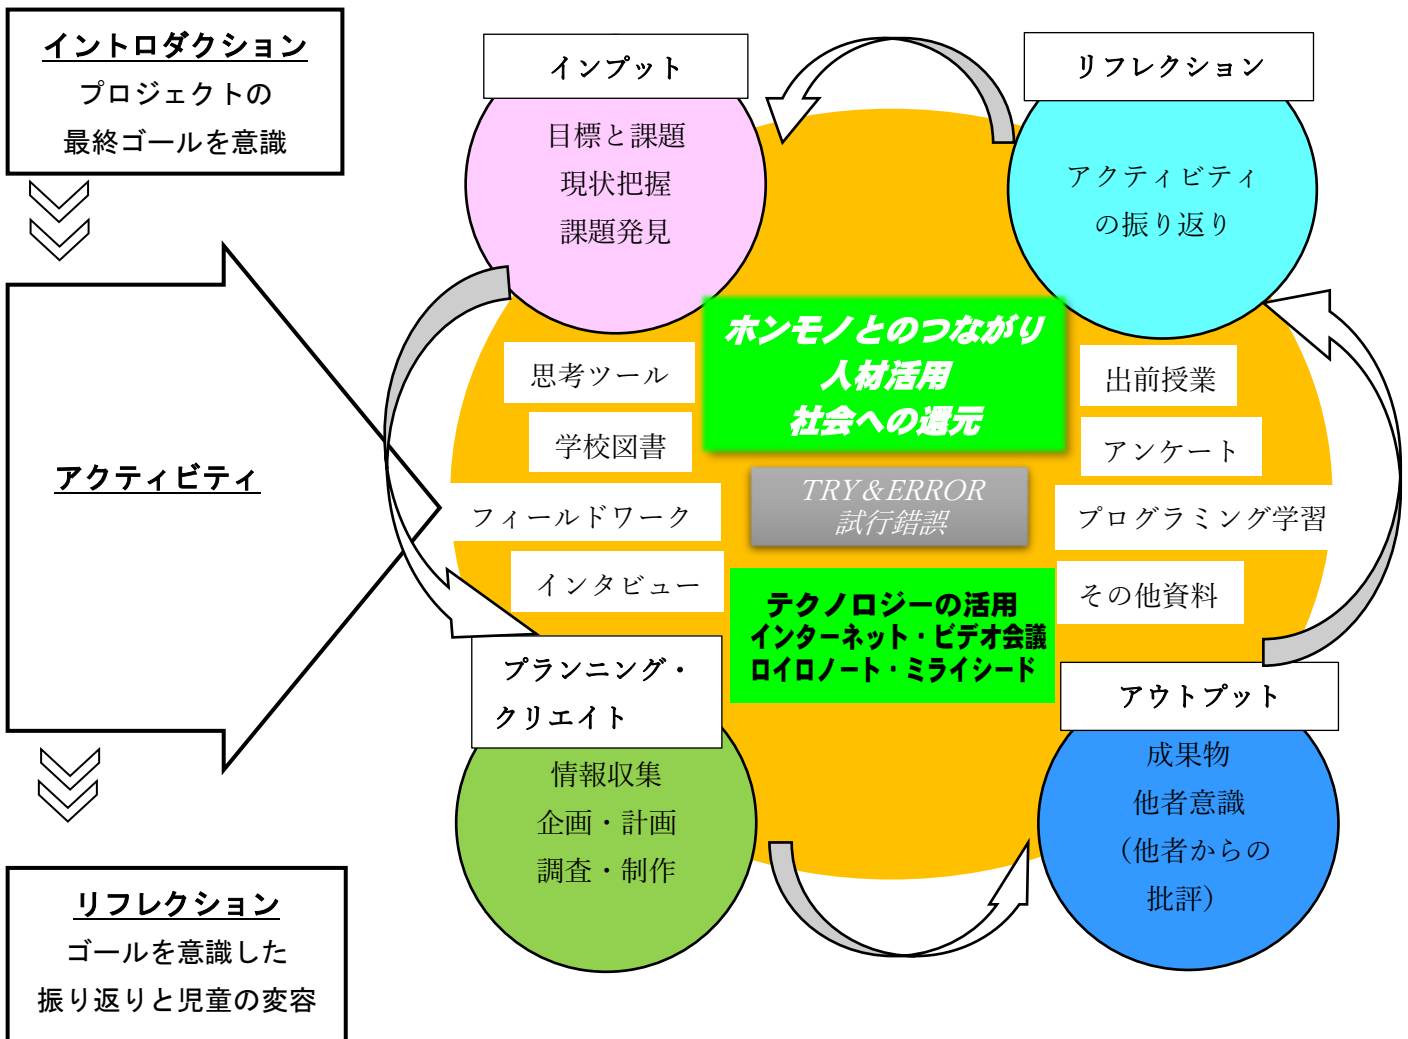 イントロダクション
プロジェクトの
最終ゴールを意識
アクティビティ
リフレクション
ゴールを意識した
振り返りと児童の変容
インプット
目標と課題
現状把握
課題発見
リフレクション
アクティビティ
の振り返り
ホンモノとのつながり
人材活用
社会への還元
思考ツール
学校図書
フィールドワーク
インタビュー
TRY&ERROR
試行錯誤
出前授業
アンケート
プログラミング学習
その他資料
テクノロジーの活用
インターネット・ビデオ会議
ロイロノート・ミライシード
プランニング・
クリエイト
情報収集
企画・計画
調査・制作
アウトプット
成果物
他者意識
（他者からの
批評）